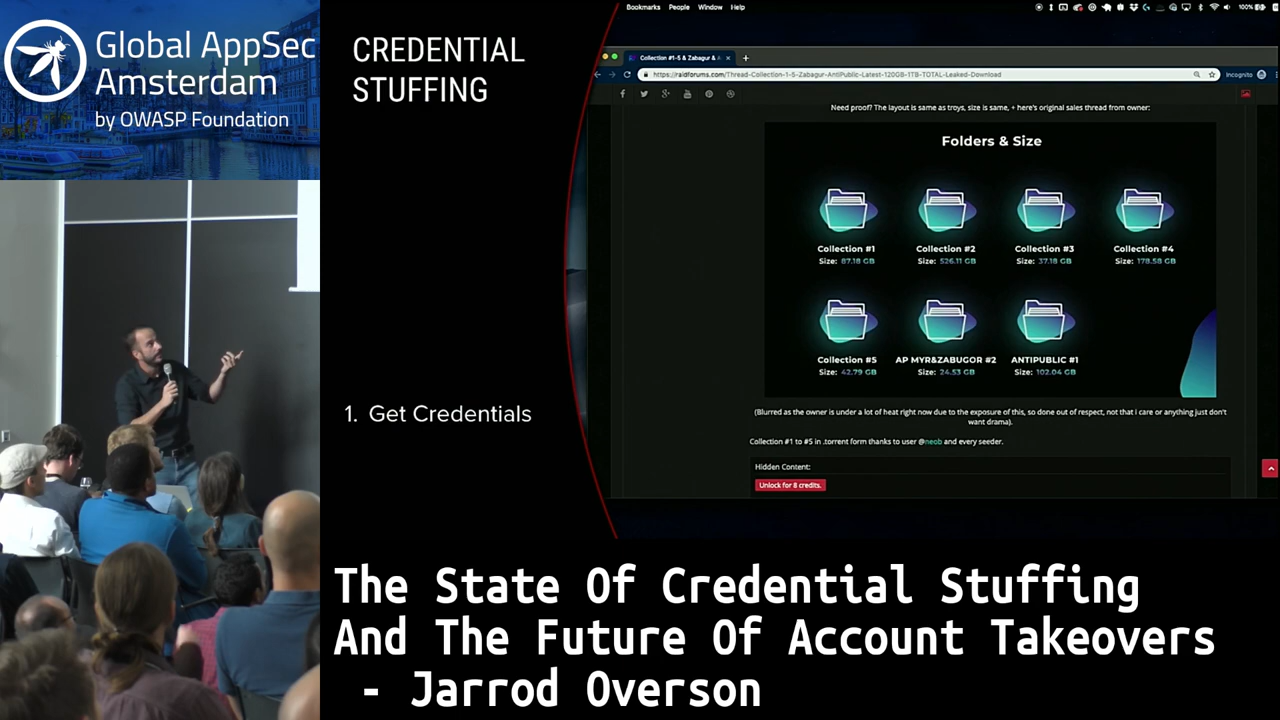 Global AppSec
Amsterdam
by OWASP Foundation
CREDENTIAL
STUFFING
1. Get Credentials
Bookmarks People Window Help
100%
Collection #1-5 & Zabagur & A
https://raidforums.com/Thread-Collection-1-5-Zabagur-AntiPublic-Latest-120GB-1TB-TOTAL-Leaked-Download
Incognito
Need proof? The layout is same as troys, size is same, + here's original sales thread from owner:
Folders & Size
Collection #1 Collection #2 Collection #3 Collection #4
Size: 87.18 GB Size: 526.11 GB Size: 37.18 GB Size: 178.58 GB
Collection #5 AP MYR&ZABUGOR #2 ANTIPUBLIC #1
Size: 42.79 GB Size: 24.53 GB Size: 102.04 GB
(Blurred as the owner is under a lot of heat right now due to the exposure of this, so done out of respect, not that i care or anything just don't
want drama).
Collection #1 to #5 in .torrent form thanks to user @neob and every seeder.
Hidden Content:
Unlock for 8 credits.
The State Of Credential Stuffing
And The Future Of Account Takeovers
- Jarrod Overson